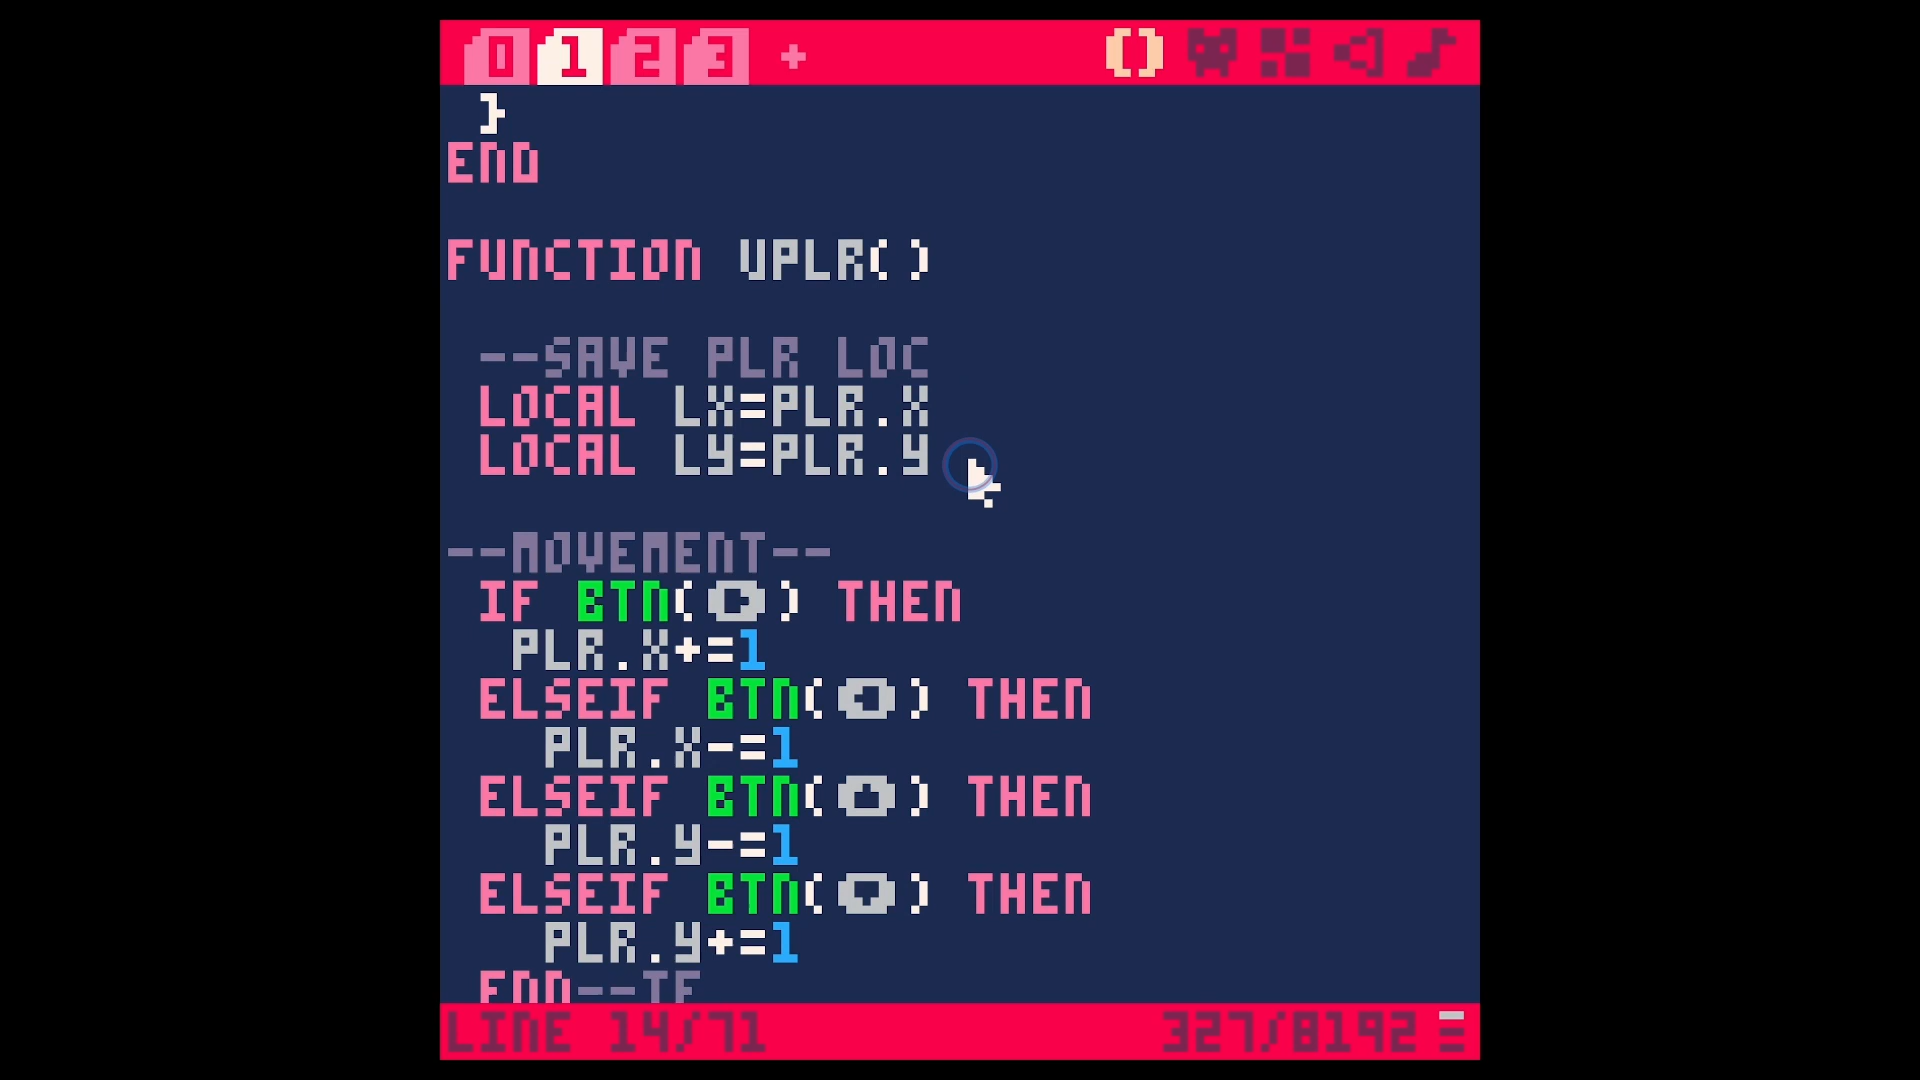 0 1 2 3 +
}
END
FUNCTION UPLR()
--SAVE PLR LOC
LOCAL LX=PLR.X
LOCAL LY=PLR.Y
--MOVEMENT--
IF BTN(➡️) THEN
PLR.X+=1
ELSEIF BTN(⬅️) THEN
PLR.X-=1
ELSEIF BTN(⬆️) THEN
PLR.Y-=1
ELSEIF BTN(⬇️) THEN
PLR.Y+=1
END--IF
LINE 14/71
327/8192